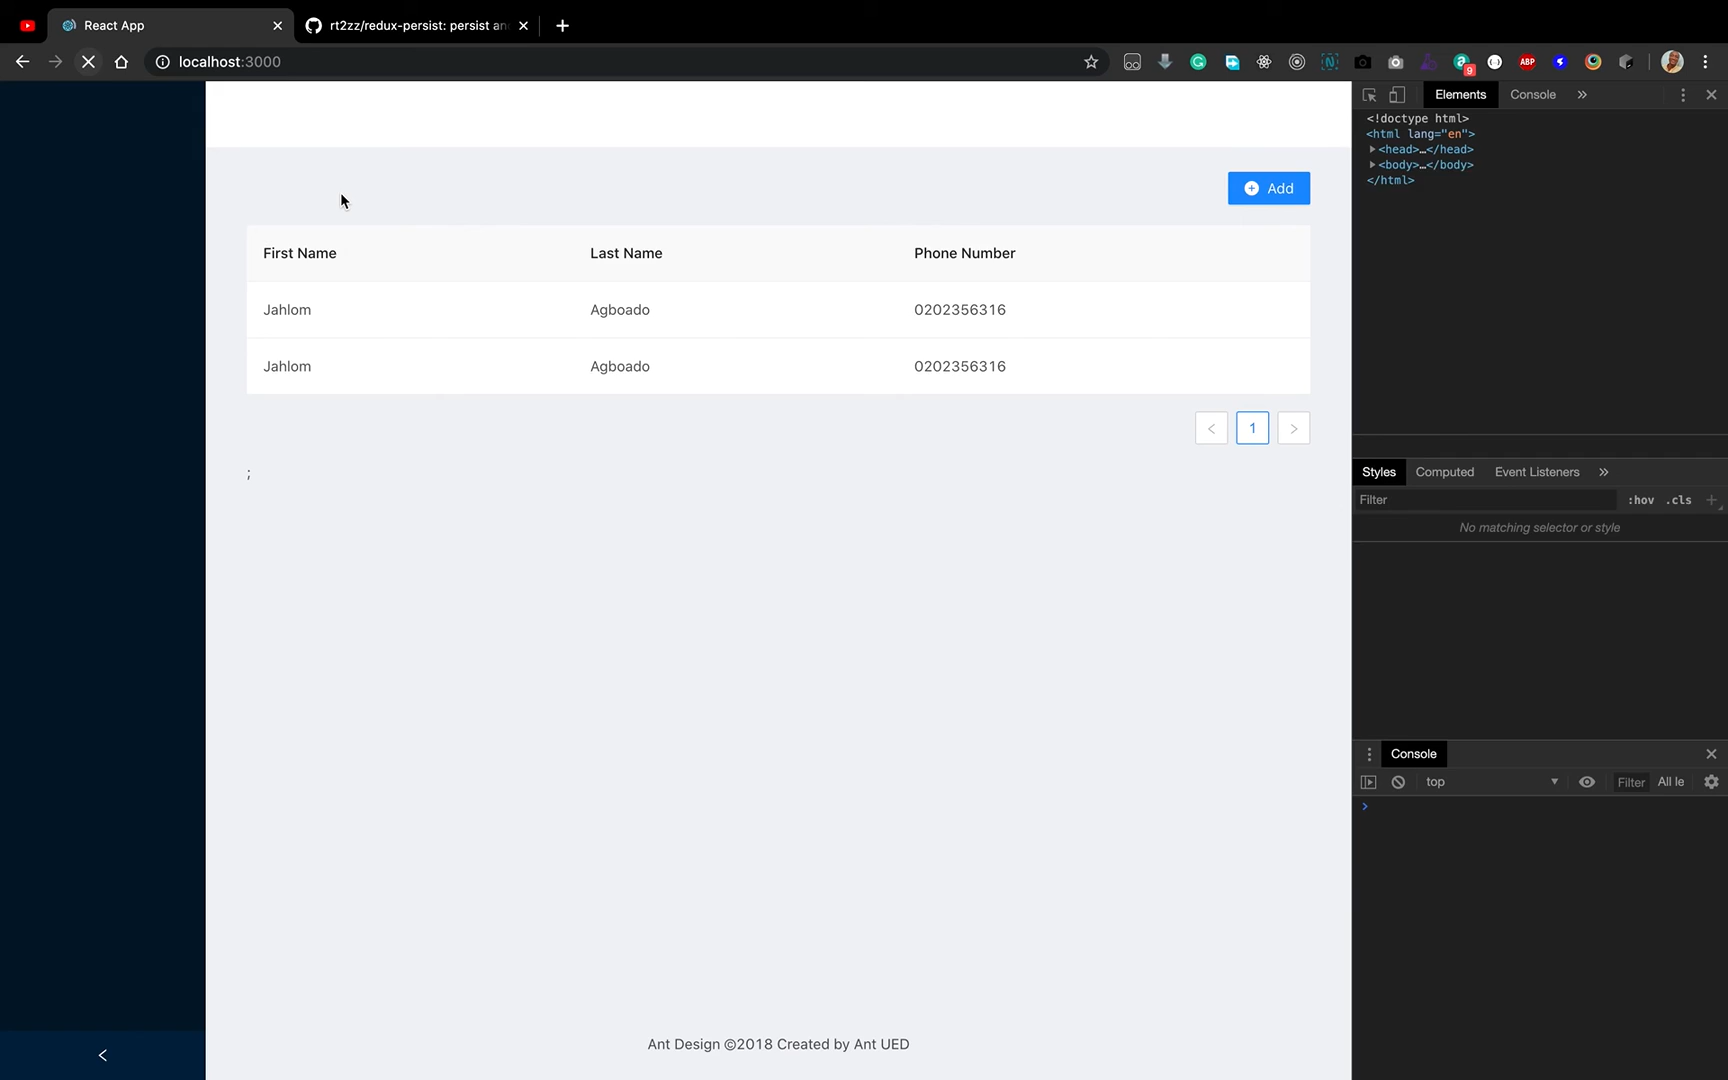 React App
rt2zz/redux-persist: persist an
localhost:3000
9
ABP
Elements
Console
<!doctype html>
<html lang="en">
<head>…</head>
<body>…</body>
</html>
Add
First Name Last Name Phone Number
Jahlom Agboado 0202356316
Jahlom Agboado 0202356316
< 1 >
;
Styles Computed Event Listeners
Filter :hov .cls +
No matching selector or style
Console
top Filter All le
>
Ant Design ©2018 Created by Ant UED